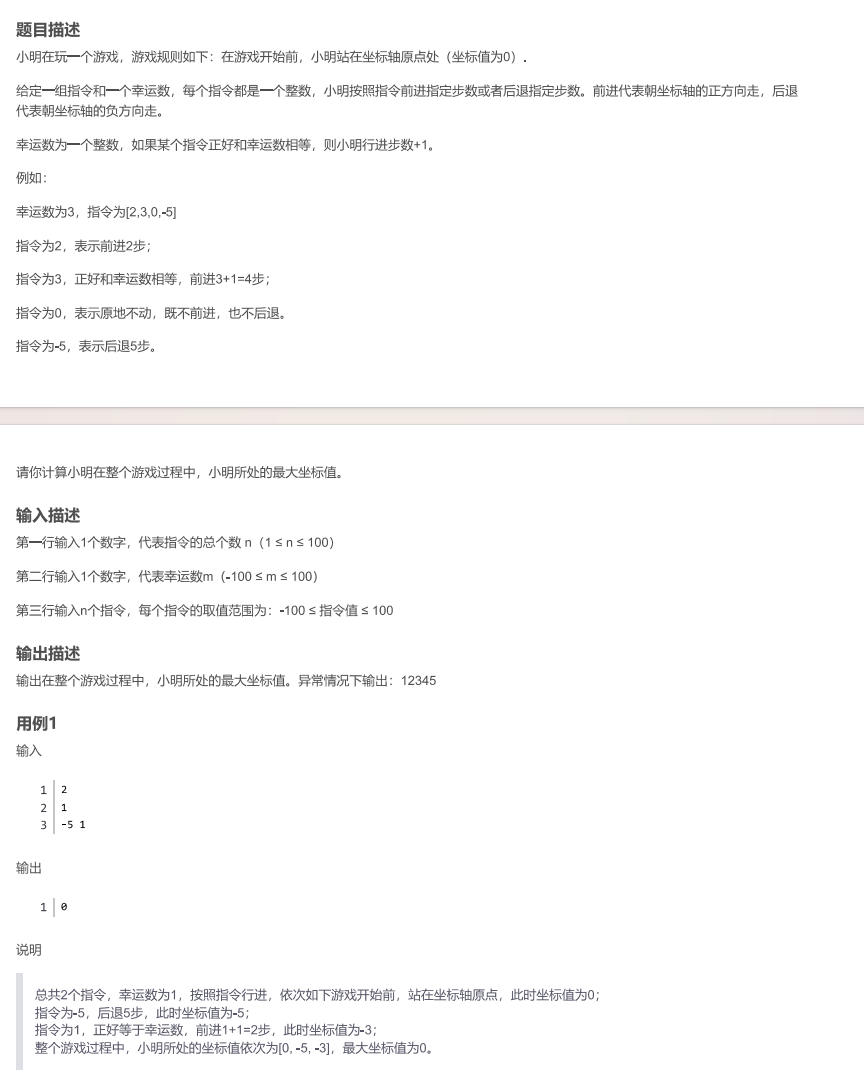 题目描述
小明在玩一个游戏，游戏规则如下：在游戏开始前，小明站在坐标轴原点处（坐标值为0）.
给定一组指令和一个幸运数，每个指令都是一个整数，小明按照指令前进指定步数或者后退指定步数。前进代表朝坐标轴的正方向走，后退
代表朝坐标轴的负方向走。
幸运数为一个整数，如果某个指令正好和幸运数相等，则小明行进步数+1。
例如：
幸运数为3，指令为[2,3,0,-5]
指令为2，表示前进2步；
指令为3，正好和幸运数相等，前进3+1=4步；
指令为0，表示原地不动，既不前进，也不后退。
指令为-5，表示后退5步。
请你计算小明在整个游戏过程中，小明所处的最大坐标值。
输入描述
第一行输入1个数字，代表指令的总个数 n（1 ≤ n ≤ 100）
第二行输入1个数字，代表幸运数m（-100 ≤ m ≤ 100）
第三行输入n个指令，每个指令的取值范围为：-100 ≤ 指令值 ≤ 100
输出描述
输出在整个游戏过程中，小明所处的最大坐标值。异常情况下输出：12345
用例1
输入
1 2
2 1
3 -5 1
输出
1 0
说明
总共2个指令，幸运数为1，按照指令行进，依次如下游戏开始前，站在坐标轴原点，此时坐标值为0；
指令为-5，后退5步，此时坐标值为-5；
指令为1，正好等于幸运数，前进1+1=2步，此时坐标值为-3；
整个游戏过程中，小明所处的坐标值依次为[0, -5, -3]，最大坐标值为0。